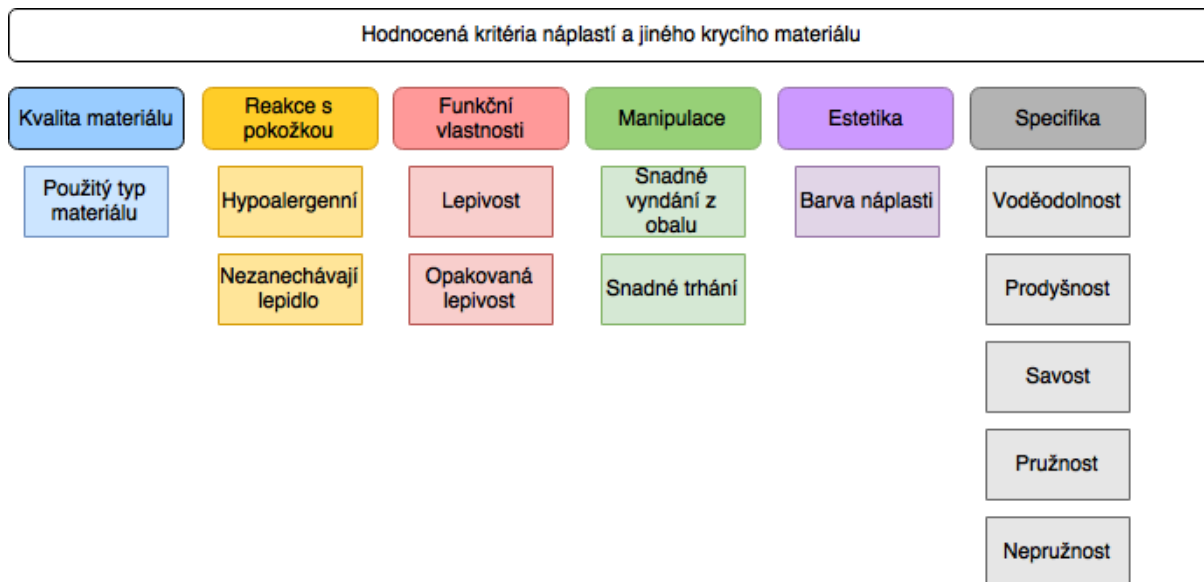 Hodnocená kritéria náplastí a jiného krycího materiálu
Kvalita materiálu
Použitý typ
materiálu
Reakce s
pokožkou
Hypoalergenní
Nezanechávají
lepidlo
Funkční
vlastnosti
Lepivost
Opakovaná
lepivost
Manipulace
Snadné
vyndání z
obalu
Snadné trhání
Estetika
Barva náplasti
Specifika
Voděodolnost
Prodyšnost
Savost
Pružnost
Nepružnost